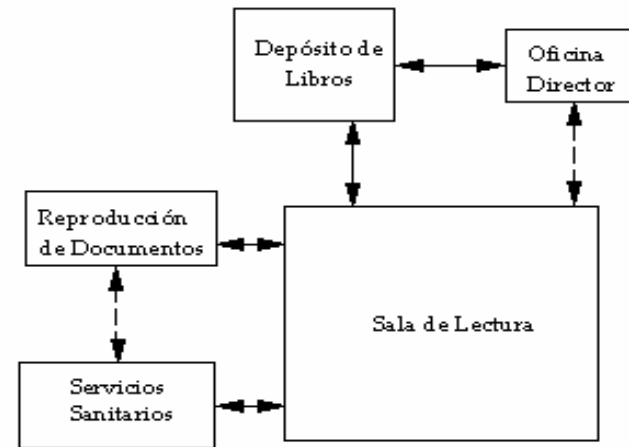 Depósito de
Libros
Oficina
Director
Reproducción
de Documentos
Sala de Lectura
Servicios
Sanitarios